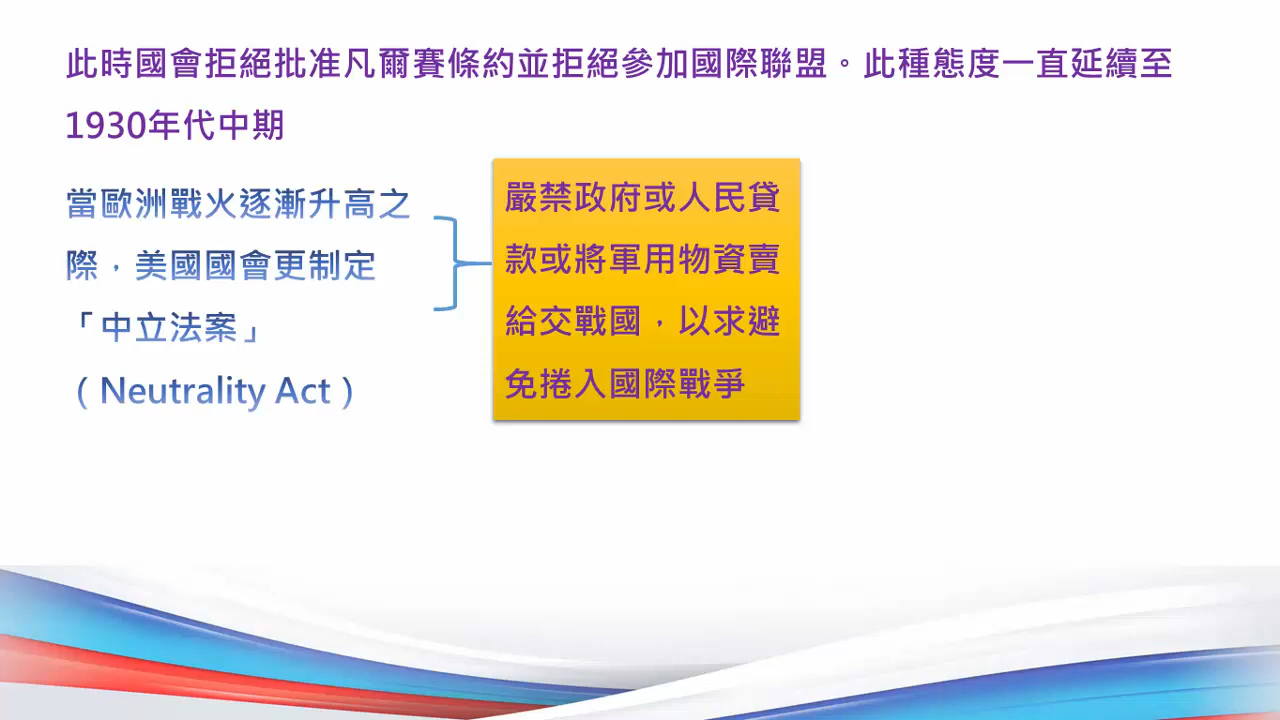 此時國會拒絕批准凡爾賽條約並拒絕參加國際聯盟。此種態度一直延續至
1930年代中期
當歐洲戰火逐漸升高之
際，美國國會更制定
「中立法案」
（Neutrality Act）
嚴禁政府或人民貸
款或將軍用物資賣
給交戰國，以求避
免捲入國際戰爭